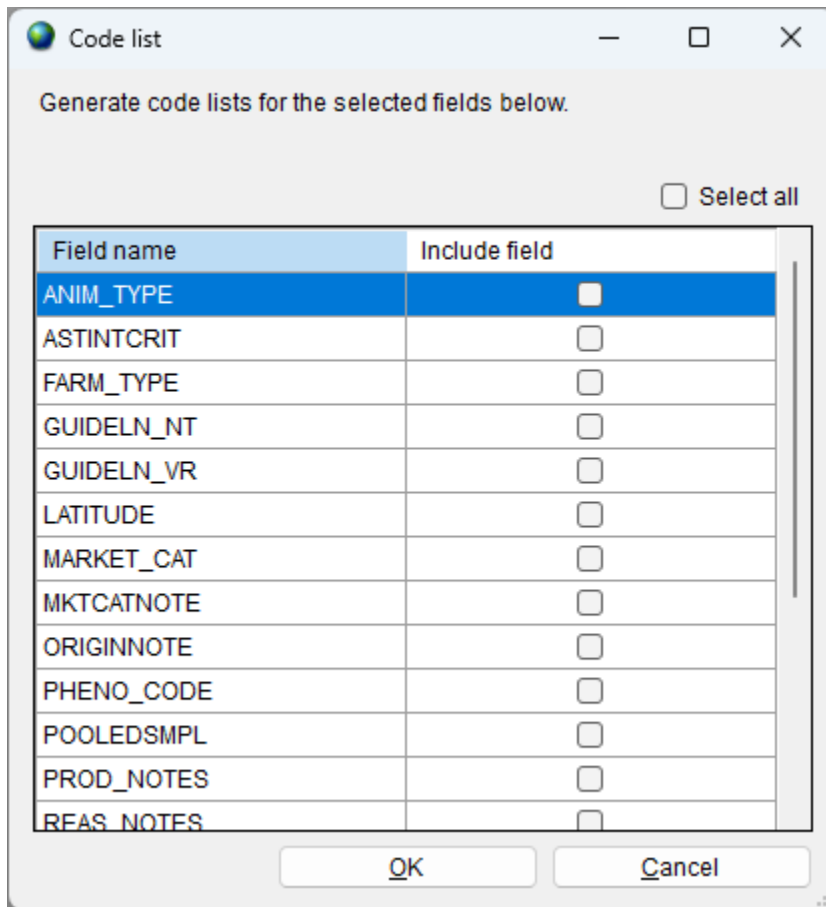 Code list
Generate code lists for the selected fields below.
Select all
Field name Include field
ANIM_TYPE
ASTINTCRIT
FARM_TYPE
GUIDELN_NT
GUIDELN_VR
LATITUDE
MARKET_CAT
MKTCATNOTE
ORIGINNOTE
PHENO_CODE
POOLEDSMPL
PROD_NOTES
REAS_NOTES
OK Cancel